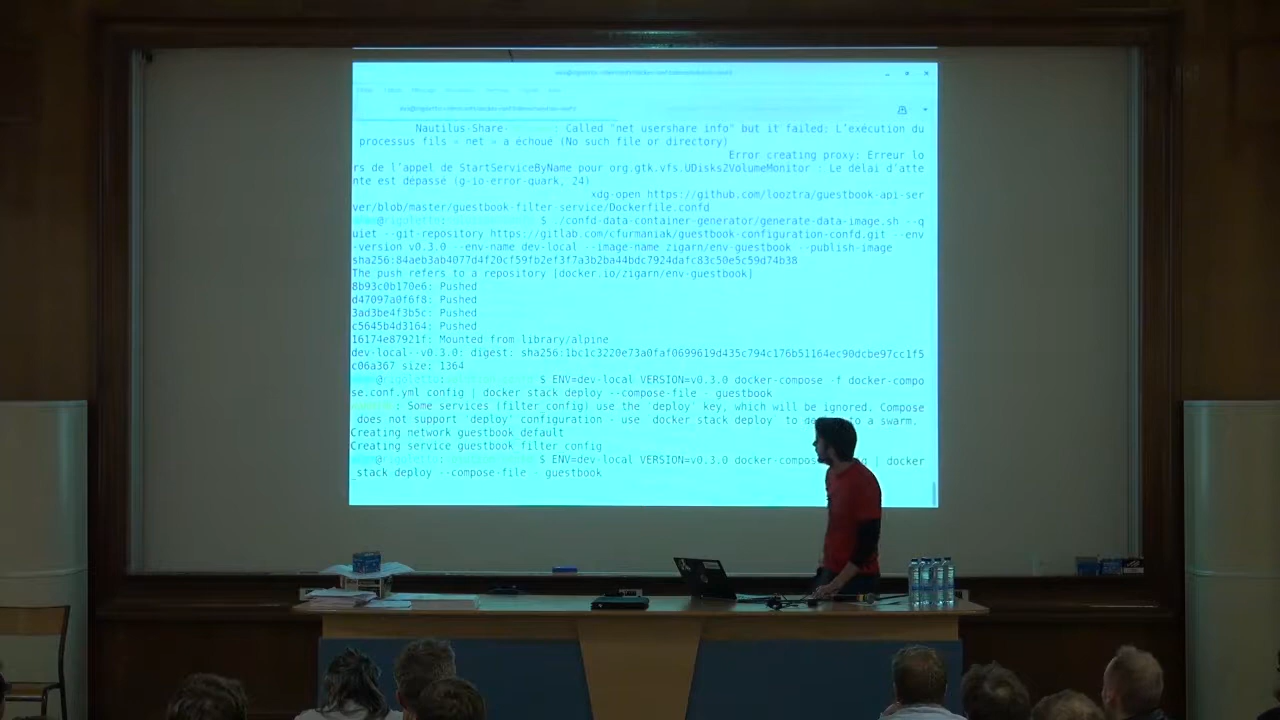 Nautilus-Share- : Called "net usershare info" but it failed: L'exécution du
processus fils « net » a échoué (No such file or directory)
Error creating proxy: Erreur lo
rs de l'appel de StartServiceByName pour org.gtk.vfs.UDisks2VolumeMonitor : Le délai d'atte
nte est dépassé (g-io-error-quark, 24)
xdg-open https://github.com/looztra/guestbook-api-ser
ver/blob/master/guestbook-filter-service/Dockerfile.confd
@rigoletto $ ./confd-data-container-generator/generate-data-image.sh --q
uiet --git-repository https://gitlab.com/cfurmaniak/guestbook-configuration-confd.git --env
-version v0.3.0 --env-name dev-local --image-name zigarn/env-guestbook --publish-image
sha256:84aeb3ab4077d4f20cf59fb2ef3f7a3b2ba44bdc7924dafc83c50e5c59d74b38
The push refers to a repository [docker.io/zigarn/env-guestbook]
8b93c0b170e6: Pushed
d47097a0f6f8: Pushed
3ad3be4f3b5c: Pushed
c5645b4d3164: Pushed
16174e87921f: Mounted from library/alpine
dev-local--v0.3.0: digest: sha256:1bc1c3220e73a0faf0699619d435c794c176b51164ec90dcbe97cc1f5
c06a367 size: 1364
@rigoletto $ ENV=dev-local VERSION=v0.3.0 docker-compose -f docker-compo
se.conf.yml config | docker stack deploy --compose-file - guestbook
: Some services (filter_config) use the 'deploy' key, which will be ignored. Compose
does not support 'deploy' configuration - use `docker stack deploy` to to a swarm.
Creating network guestbook_default
Creating service guestbook_filter_config
@rigoletto $ ENV=dev-local VERSION=v0.3.0 docker-compose | docker
stack deploy --compose-file - guestbook